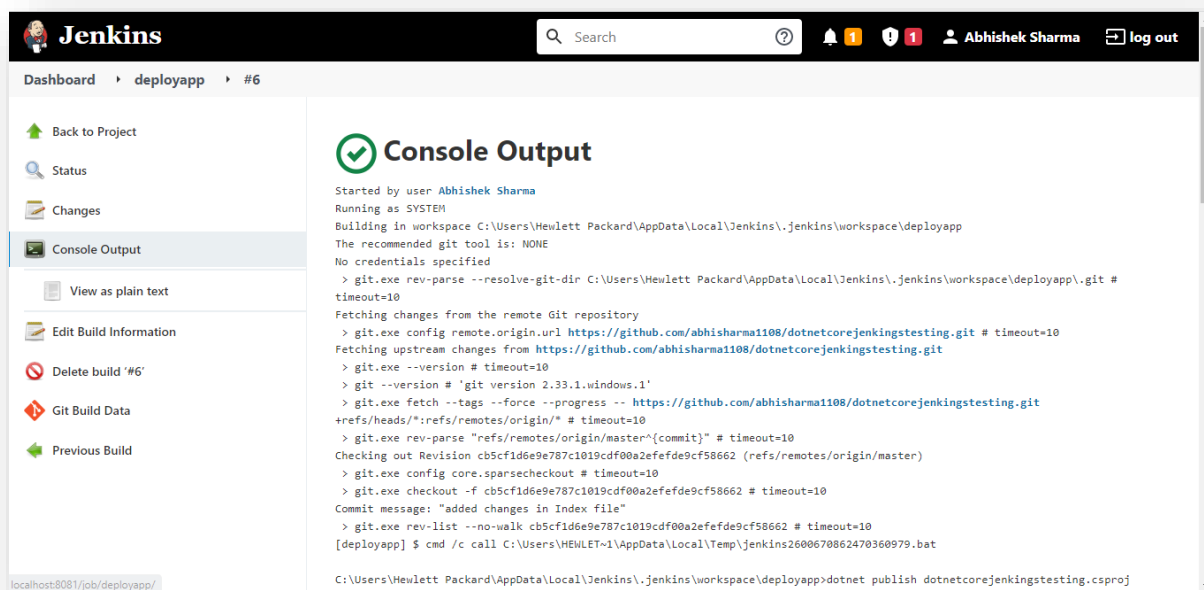 Jenkins
Search
1
1
Abhishek Sharma
log out
Dashboard
deployapp
#6
Back to Project
Status
Changes
Console Output
View as plain text
Edit Build Information
Delete build '#6'
Git Build Data
Previous Build
Console Output
Started by user Abhishek Sharma
Running as SYSTEM
Building in workspace C:\Users\Hewlett Packard\AppData\Local\Jenkins\.jenkins\workspace\deployapp
The recommended git tool is: NONE
No credentials specified
> git.exe rev-parse --resolve-git-dir C:\Users\Hewlett Packard\AppData\Local\Jenkins\.jenkins\workspace\deployapp\.git #
timeout=10
Fetching changes from the remote Git repository
> git.exe config remote.origin.url https://github.com/abhisharma1108/dotnetcorejenkingstesting.git # timeout=10
Fetching upstream changes from https://github.com/abhisharma1108/dotnetcorejenkingstesting.git
> git.exe --version # timeout=10
> git --version # 'git version 2.33.1.windows.1'
> git.exe fetch --tags --force --progress -- https://github.com/abhisharma1108/dotnetcorejenkingstesting.git
+refs/heads/*:refs/remotes/origin/* # timeout=10
> git.exe rev-parse "refs/remotes/origin/master^{commit}" # timeout=10
Checking out Revision cb5cf1d6e9e787c1019cdf00a2efefde9cf58662 (refs/remotes/origin/master)
> git.exe config core.sparsecheckout # timeout=10
> git.exe checkout -f cb5cf1d6e9e787c1019cdf00a2efefde9cf58662 # timeout=10
Commit message: "added changes in Index file"
> git.exe rev-list --no-walk cb5cf1d6e9e787c1019cdf00a2efefde9cf58662 # timeout=10
[deployapp] $ cmd /c call C:\Users\HEWLET~1\AppData\Local\Temp\jenkins2600670862470360979.bat
C:\Users\Hewlett Packard\AppData\Local\Jenkins\.jenkins\workspace\deployapp>dotnet publish dotnetcorejenkingstesting.csproj
localhost:8081/job/deployapp/